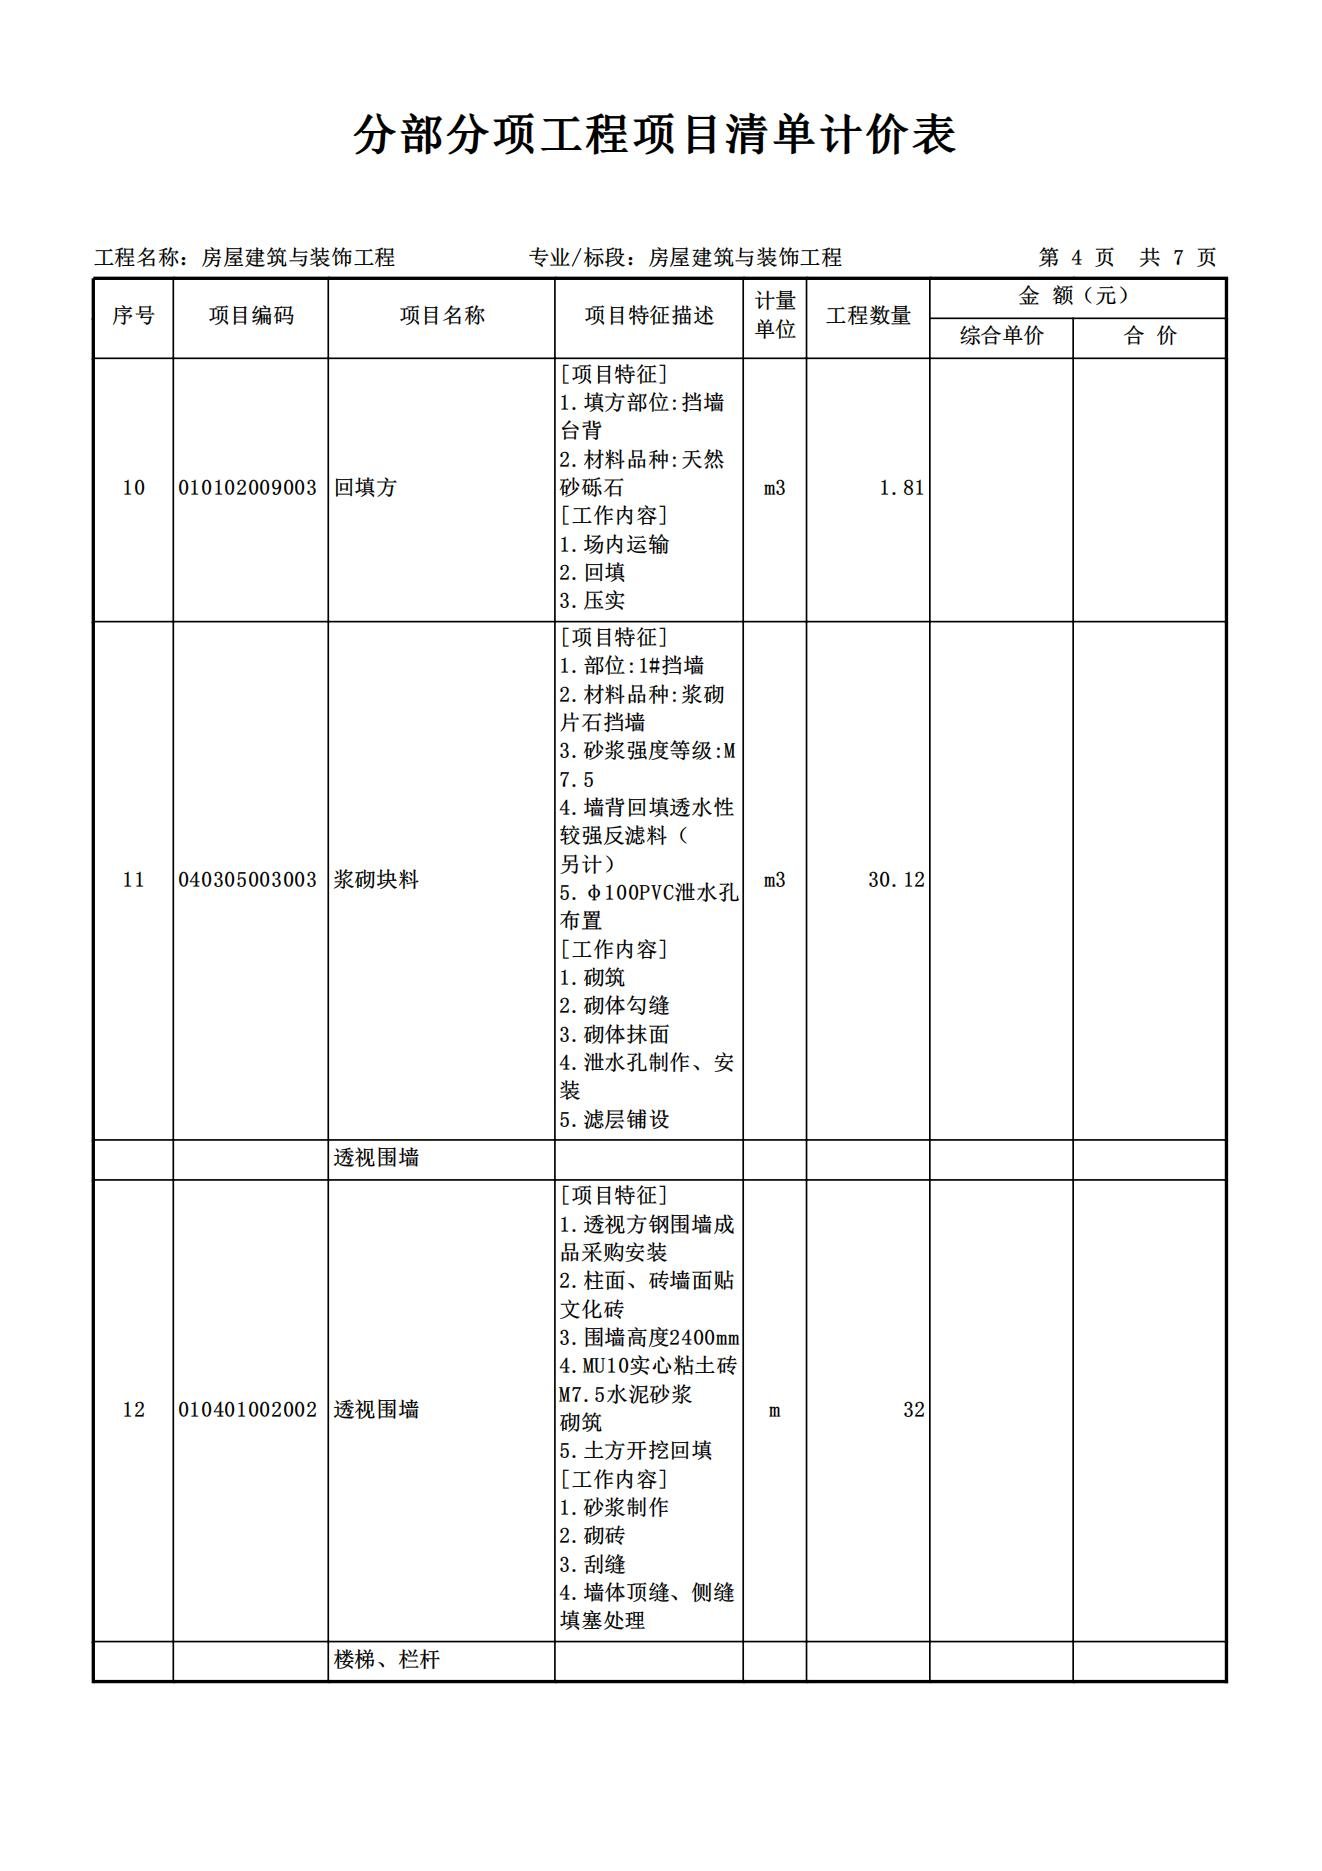 分部分项工程项目清单计价表
工程名称：房屋建筑与装饰工程 专业/标段：房屋建筑与装饰工程 第 4 页 共 7 页
序号 项目编码 项目名称 项目特征描述 计量单位 工程数量 金 额（元）
综合单价 合 价
10 010102009003 回填方 m3 1.81
[项目特征]
1.填方部位:挡墙
台背
2.材料品种:天然
砂砾石
[工作内容]
1.场内运输
2.回填
3.压实
11 040305003003 浆砌块料 m3 30.12
[项目特征]
1.部位:1#挡墙
2.材料品种:浆砌
片石挡墙
3.砂浆强度等级:M
7.5
4.墙背回填透水性
较强反滤料（
另计）
5.φ100PVC泄水孔
布置
[工作内容]
1.砌筑
2.砌体勾缝
3.砌体抹面
4.泄水孔制作、安
装
5.滤层铺设
透视围墙
12 010401002002 透视围墙 m 32
[项目特征]
1.透视方钢围墙成
品采购安装
2.柱面、砖墙面贴
文化砖
3.围墙高度2400mm
4.MU10实心粘土砖
M7.5水泥砂浆
砌筑
5.土方开挖回填
[工作内容]
1.砂浆制作
2.砌砖
3.刮缝
4.墙体顶缝、侧缝
填塞处理
楼梯、栏杆